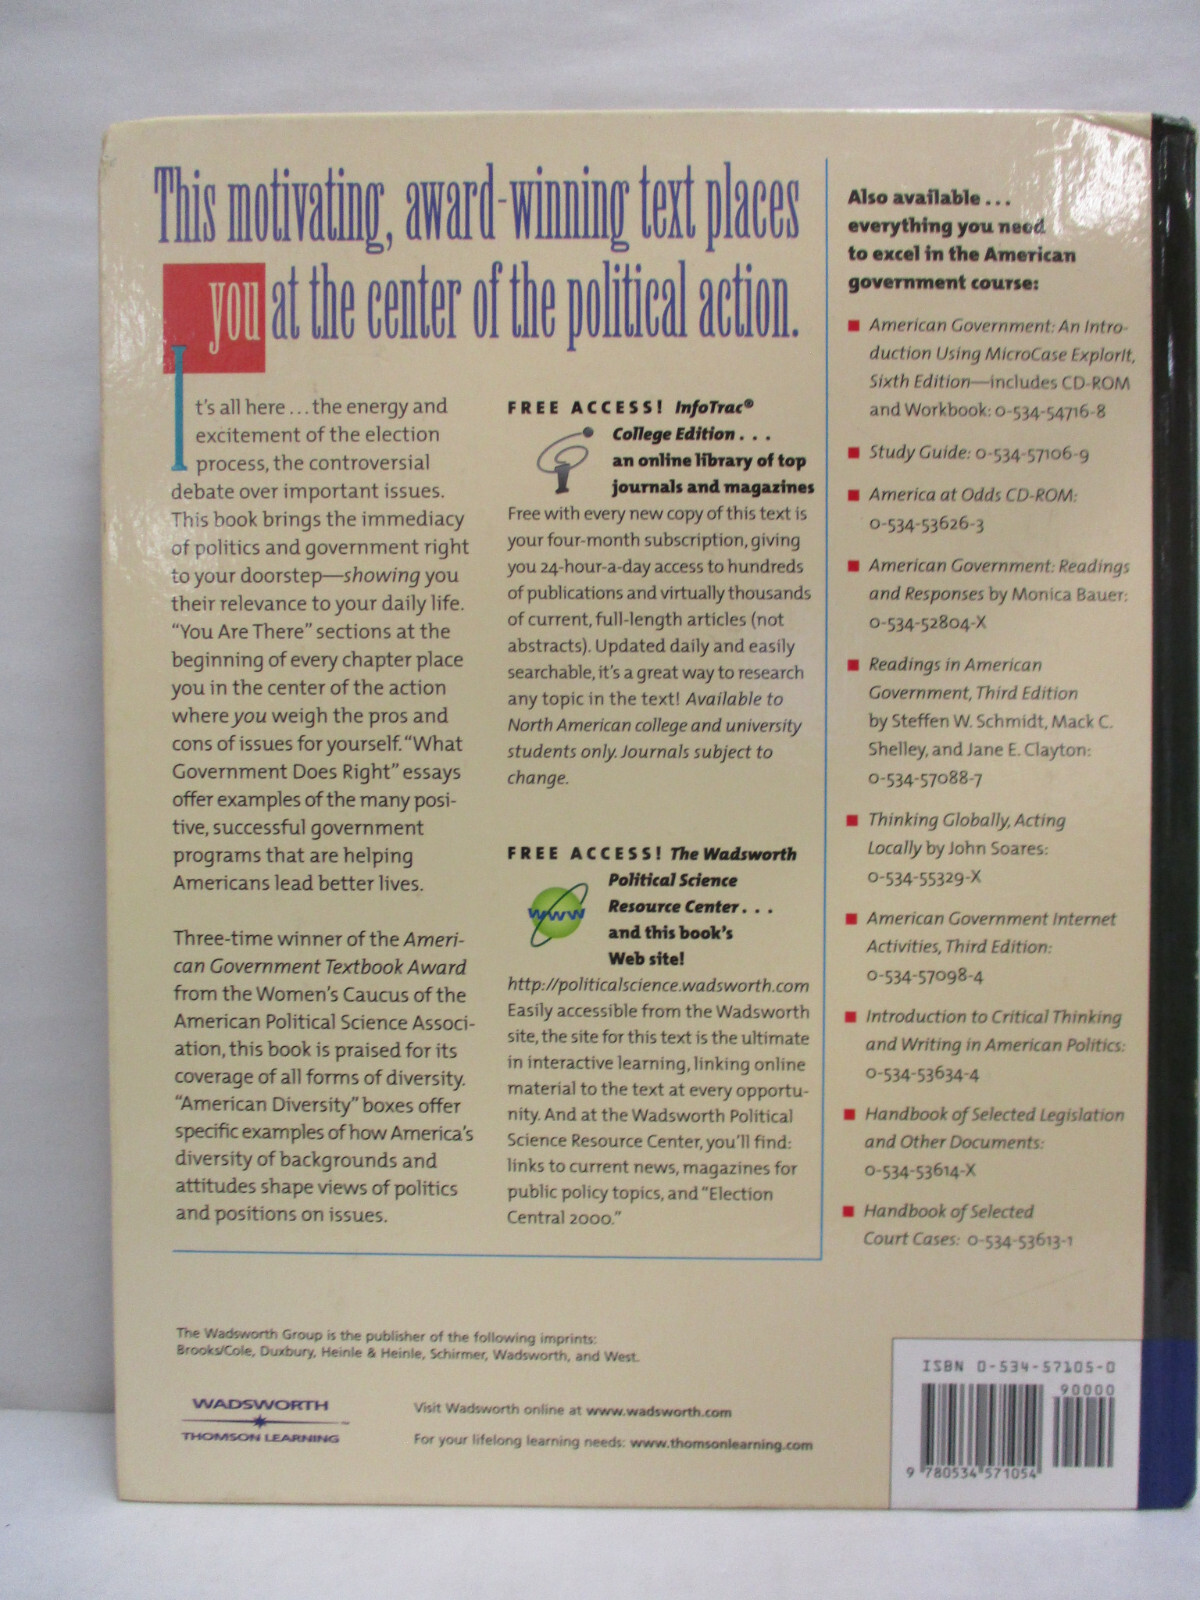 This motivating, award-winning text places
you at the center of the political action.
It's all here ... the energy and
excitement of the election
process, the controversial
debate over important issues.
This book brings the immediacy
of politics and government right
to your doorstep—showing you
their relevance to your daily life.
"You Are There" sections at the
beginning of every chapter place
you in the center of the action
where you weigh the pros and
cons of issues for yourself. "What
Government Does Right" essays
offer examples of the many posi-
tive, successful government
programs that are helping
Americans lead better lives.
Three-time winner of the Ameri-
can Government Textbook Award
from the Women's Caucus of the
American Political Science Associ-
ation, this book is praised for its
coverage of all forms of diversity.
"American Diversity" boxes offer
specific examples of how America's
diversity of backgrounds and
attitudes shape views of politics
and positions on issues.
FREE ACCESS! InfoTrac®
College Edition . . .
an online library of top
journals and magazines
Free with every new copy of this text is
your four-month subscription, giving
you 24-hour-a-day access to hundreds
of publications and virtually thousands
of current, full-length articles (not
abstracts). Updated daily and easily
searchable, it's a great way to research
any topic in the text! Available to
North American college and university
students only. Journals subject to
change.
FREE ACCESS! The Wadsworth
Political Science
Resource Center . . .
and this book's
Web site!
www
http://politicalscience.wadsworth.com
Easily accessible from the Wadsworth
site, the site for this text is the ultimate
in interactive learning, linking online
material to the text at every opportu-
nity. And at the Wadsworth Political
Science Resource Center, you'll find:
links to current news, magazines for
public policy topics, and "Election
Central 2000."
Also available ...
everything you need
to excel in the American
government course:
American Government: An Intro-
duction Using MicroCase ExplorIt,
Sixth Edition—includes CD-ROM
and Workbook: 0-534-54716-8
Study Guide: 0-534-57106-9
America at Odds CD-ROM:
0-534-53626-3
American Government: Readings
and Responses by Monica Bauer:
0-534-52804-X
Readings in American
Government, Third Edition
by Steffen W. Schmidt, Mack C.
Shelley, and Jane E. Clayton:
0-534-57088-7
Thinking Globally, Acting
Locally by John Soares:
0-534-55329-X
American Government Internet
Activities, Third Edition:
0-534-57098-4
Introduction to Critical Thinking
and Writing in American Politics:
0-534-53634-4
Handbook of Selected Legislation
and Other Documents:
0-534-53614-X
Handbook of Selected
Court Cases: 0-534-53613-1
The Wadsworth Group is the publisher of the following imprints:
Brooks/Cole, Duxbury, Heinle & Heinle, Schirmer, Wadsworth, and West.
WADSWORTH
™
THOMSON LEARNING
Visit Wadsworth online at www.wadsworth.com
For your lifelong learning needs: www.thomsonlearning.com
ISBN 0-534-57105-0
90000
9 780534 571054